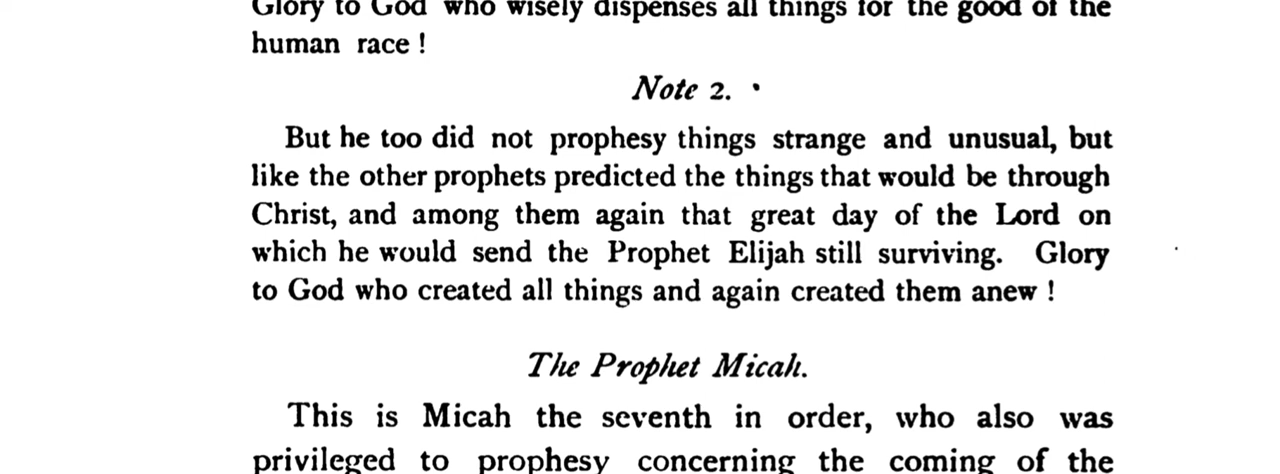 Glory to God who wisely dispenses all things for the good of the
human race !
Note 2.
But he too did not prophesy things strange and unusual, but
like the other prophets predicted the things that would be through
Christ, and among them again that great day of the Lord on
which he would send the Prophet Elijah still surviving. Glory
to God who created all things and again created them anew !
The Prophet Micah.
This is Micah the seventh in order, who also was
privileged to prophesy concerning the coming of the